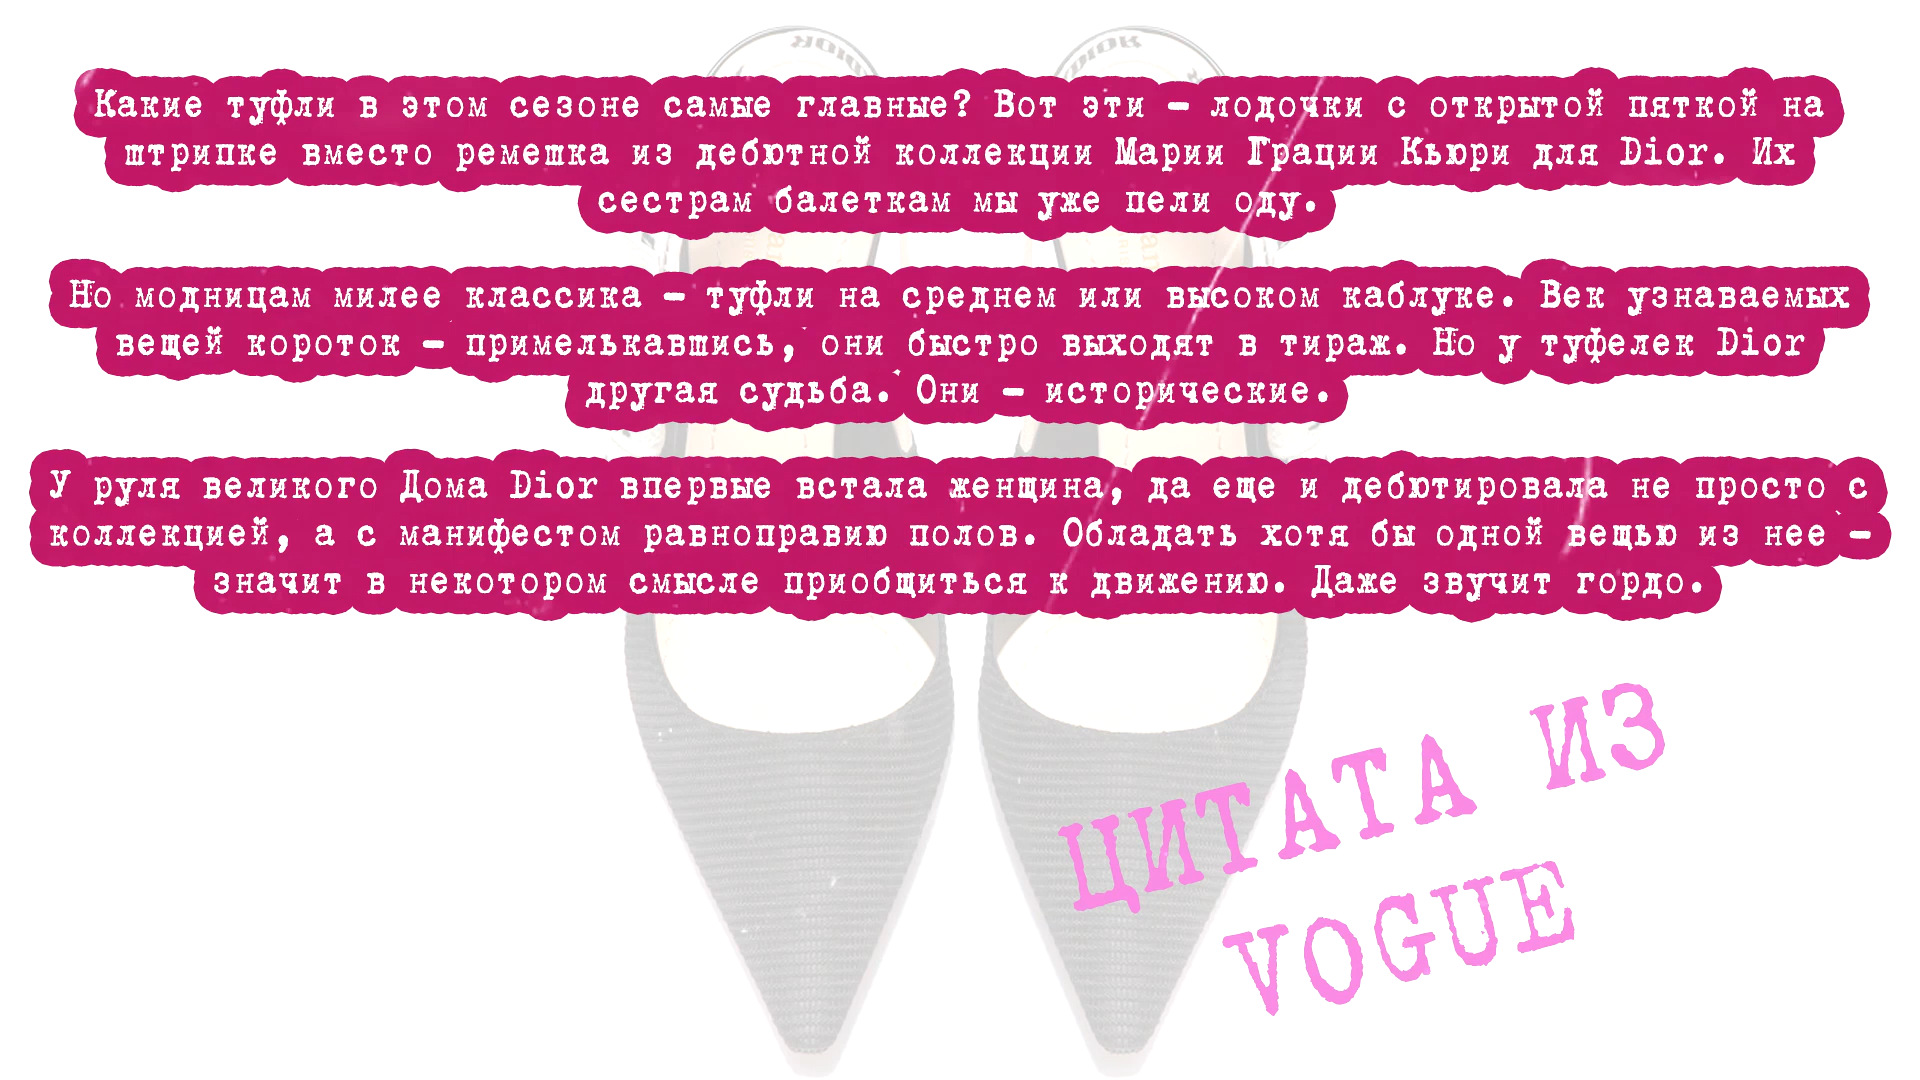 Какие туфли в этом сезоне самые главные? Вот эти — лодочки с открытой пяткой на
штрипке вместо ремешка из дебютной коллекции Марии Грации Кьюри для Dior. Их
сестрам балеткам мы уже пели оду.
Но модницам милее классика — туфли на среднем или высоком каблуке. Век узнаваемых
вещей короток — примелькавшись, они быстро выходят в тираж. Но у туфелек Dior
другая судьба. Они — исторические.
У руля великого Дома Dior впервые встала женщина, да еще и дебютировала не просто с
коллекцией, а с манифестом равноправию полов. Обладать хотя бы одной вещью из нее —
значит в некотором смысле приобщиться к движению. Даже звучит гордо.
ЦИТАТА ИЗ
VOGUE